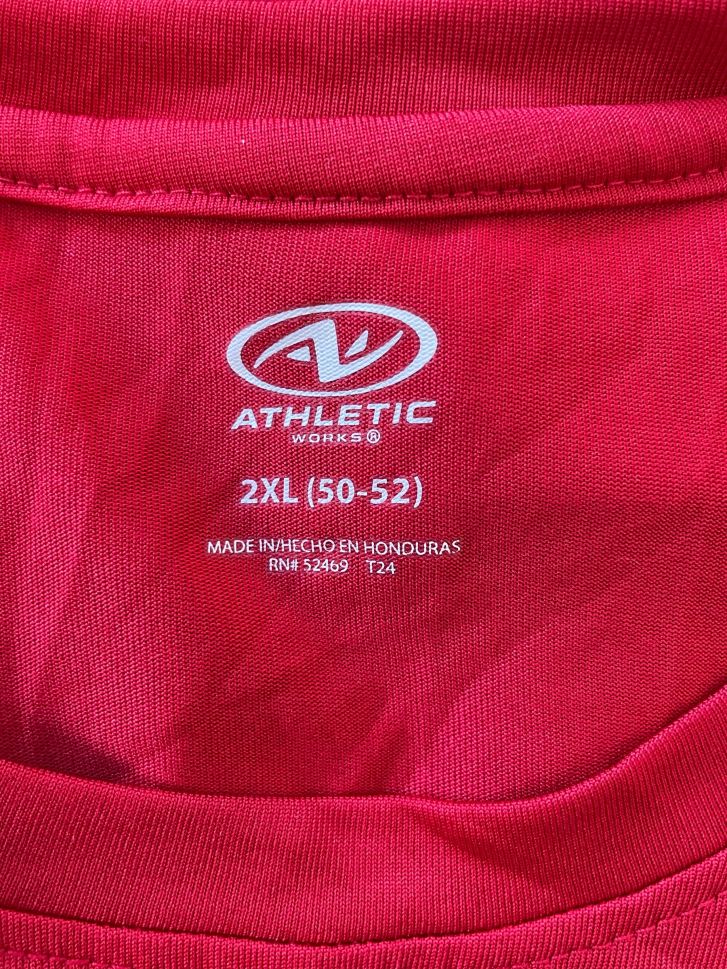 ATHLETIC
WORKS®
2XL (50-52)
MADE IN/HECHO EN HONDURAS
RN# 52469 T24